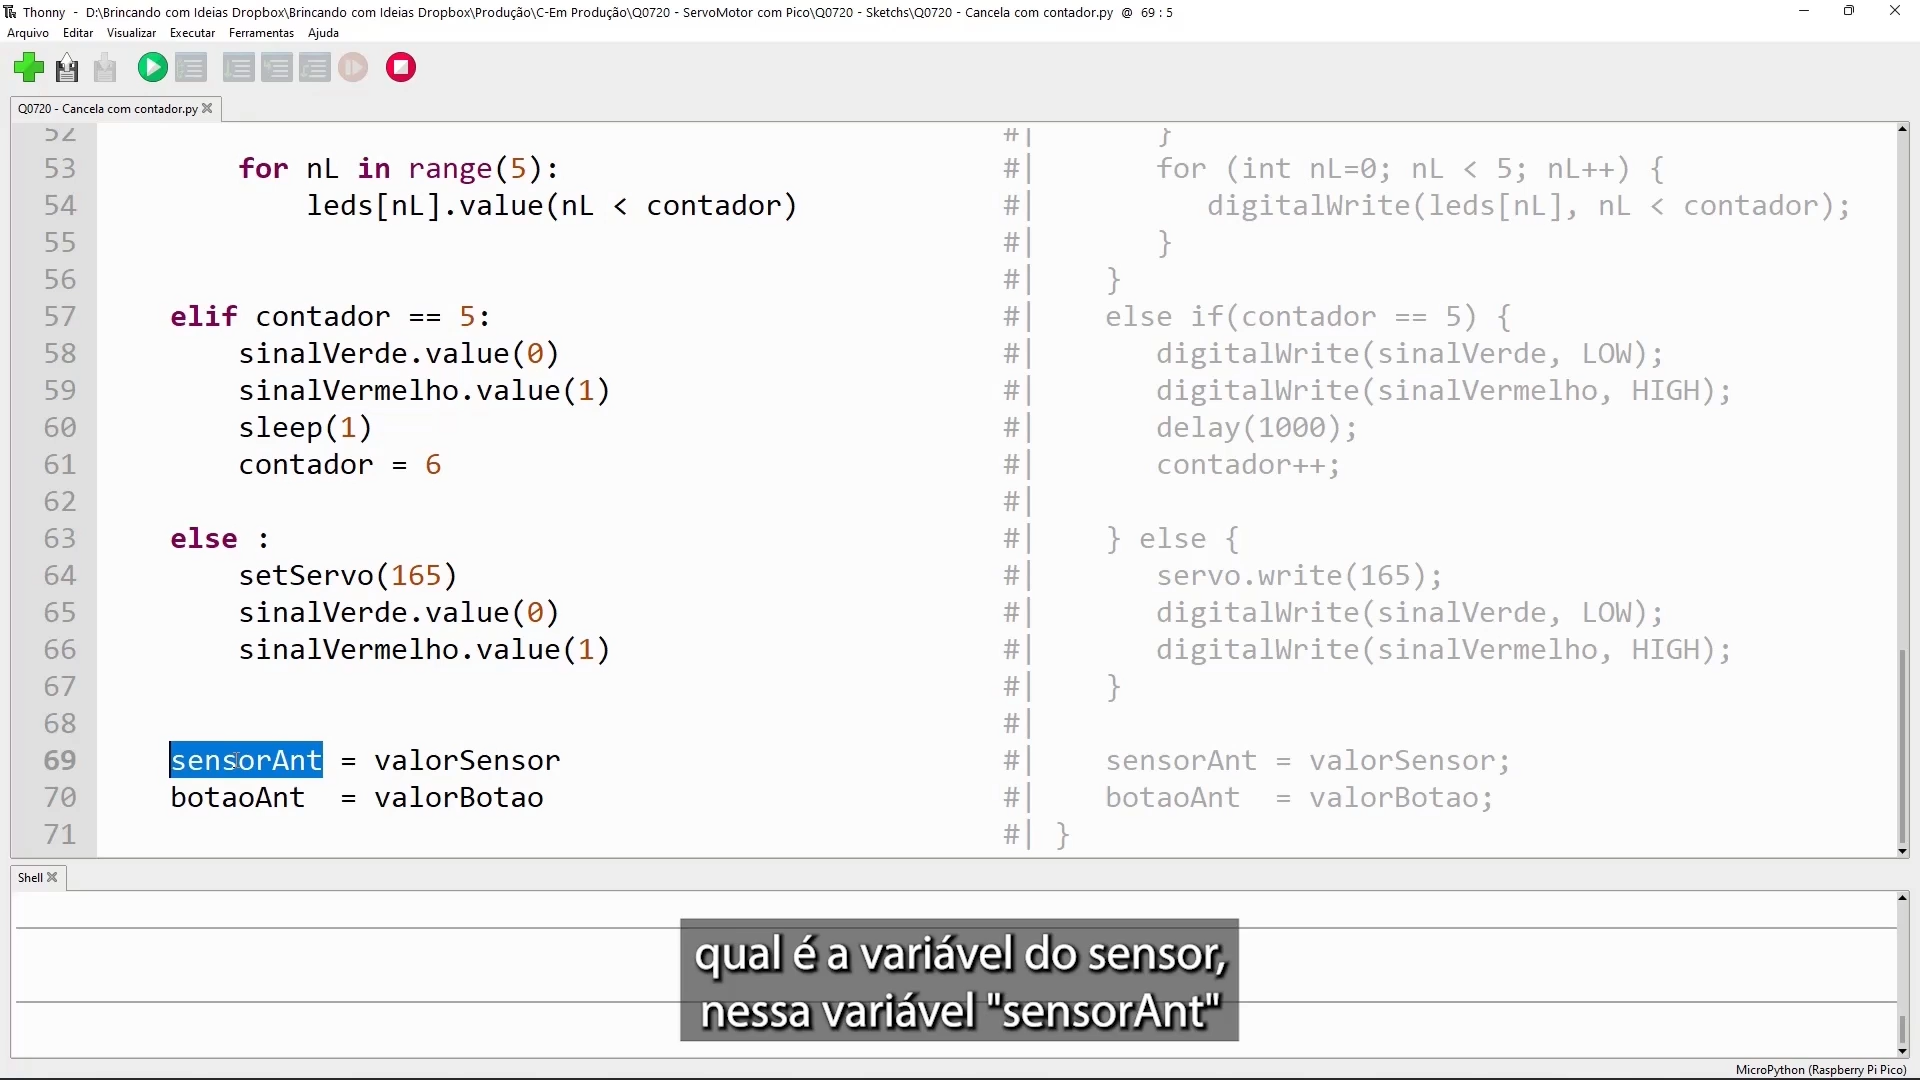 Thonny - D:\Brincando com Ideias Dropbox\Brincando com Ideias Dropbox\Produção\C-Em Produção\Q0720 - ServoMotor com Pico\Q0720 - Sketchs\Q0720 - Cancela com contador.py @ 69 : 5
Arquivo Editar Visualizar Executar Ferramentas Ajuda
Q0720 - Cancela com contador.py
52 #| }
53 for nL in range(5): #| for (int nL=0; nL < 5; nL++) {
54 leds[nL].value(nL < contador) #| digitalWrite(leds[nL], nL < contador);
55 #| }
56 #| }
57 elif contador == 5: #| else if(contador == 5) {
58 sinalVerde.value(0) #| digitalWrite(sinalVerde, LOW);
59 sinalVermelho.value(1) #| digitalWrite(sinalVermelho, HIGH);
60 sleep(1) #| delay(1000);
61 contador = 6 #| contador++;
62 #|
63 else : #| } else {
64 setServo(165) #| servo.write(165);
65 sinalVerde.value(0) #| digitalWrite(sinalVerde, LOW);
66 sinalVermelho.value(1) #| digitalWrite(sinalVermelho, HIGH);
67 #| }
68 #|
69 sensorAnt = valorSensor #| sensorAnt = valorSensor;
70 botaoAnt = valorBotao #| botaoAnt = valorBotao;
71 #| }
Shell
qual é a variável do sensor,
nessa variável "sensorAnt"
MicroPython (Raspberry Pi Pico)